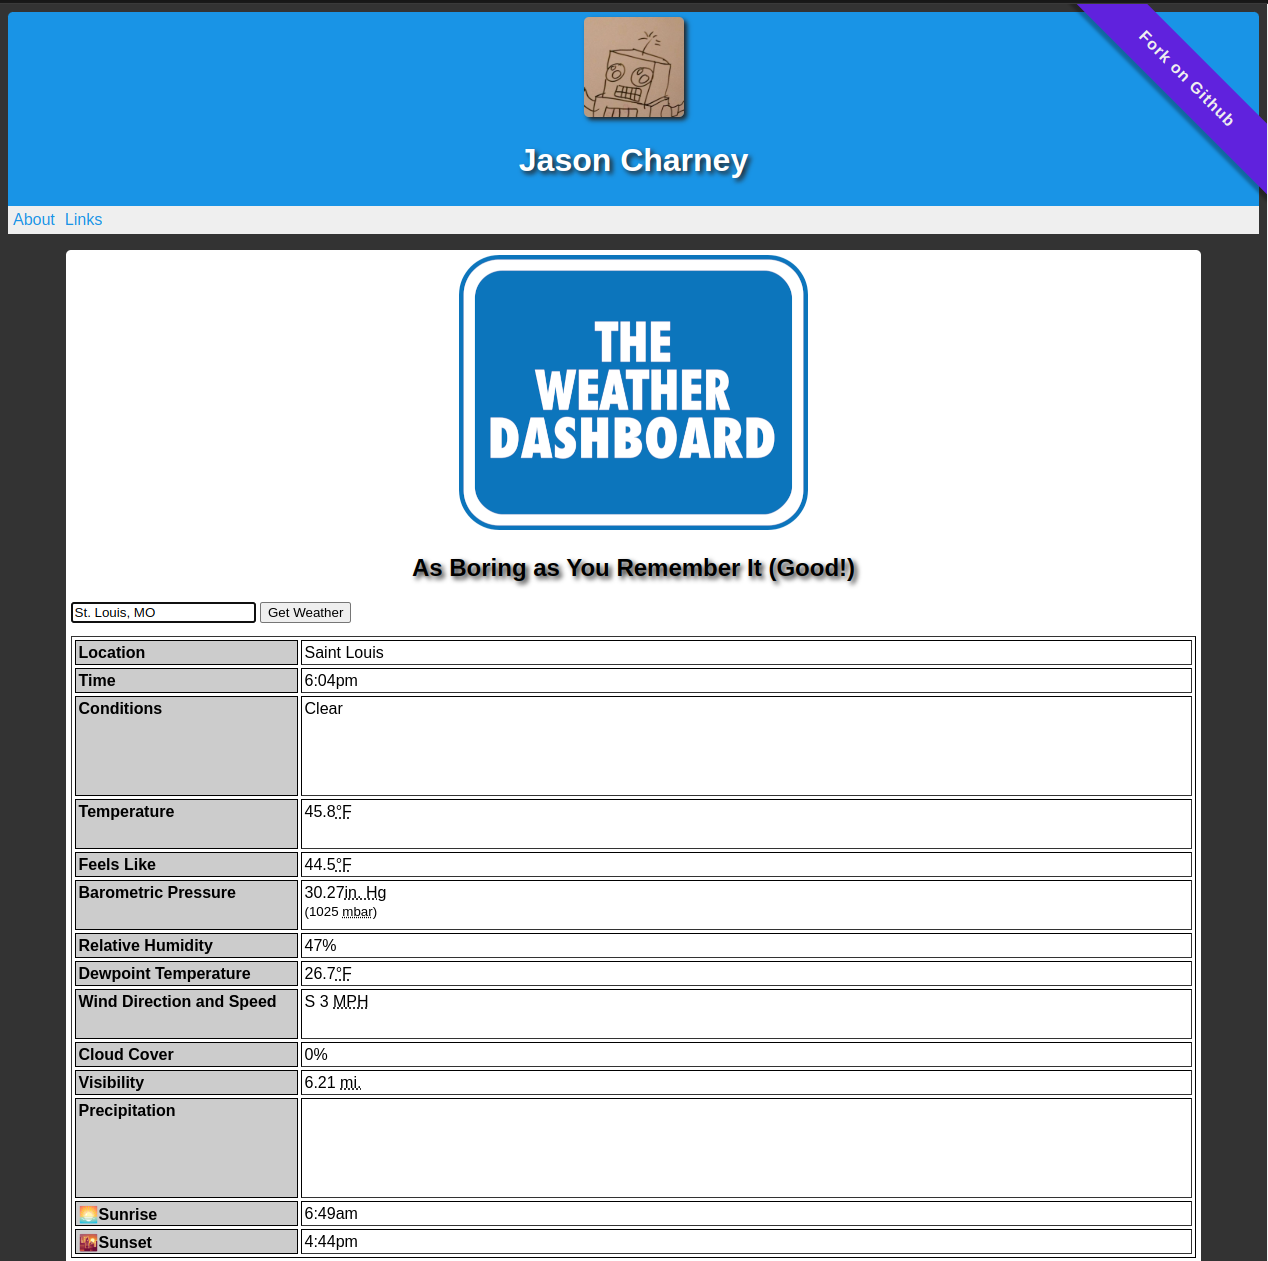 Fork on Github
Jason Charney
About Links
THE
WEATHER
DASHBOARD
As Boring as You Remember It (Good!)
St. Louis, MO Get Weather
Location Saint Louis
Time 6:04pm
Conditions Clear
Temperature 45.8°F
Feels Like 44.5°F
Barometric Pressure 30.27in. Hg
(1025 mbar)
Relative Humidity 47%
Dewpoint Temperature 26.7°F
Wind Direction and Speed S 3 MPH
Cloud Cover 0%
Visibility 6.21 mi.
Precipitation
🌅Sunrise 6:49am
🌇Sunset 4:44pm